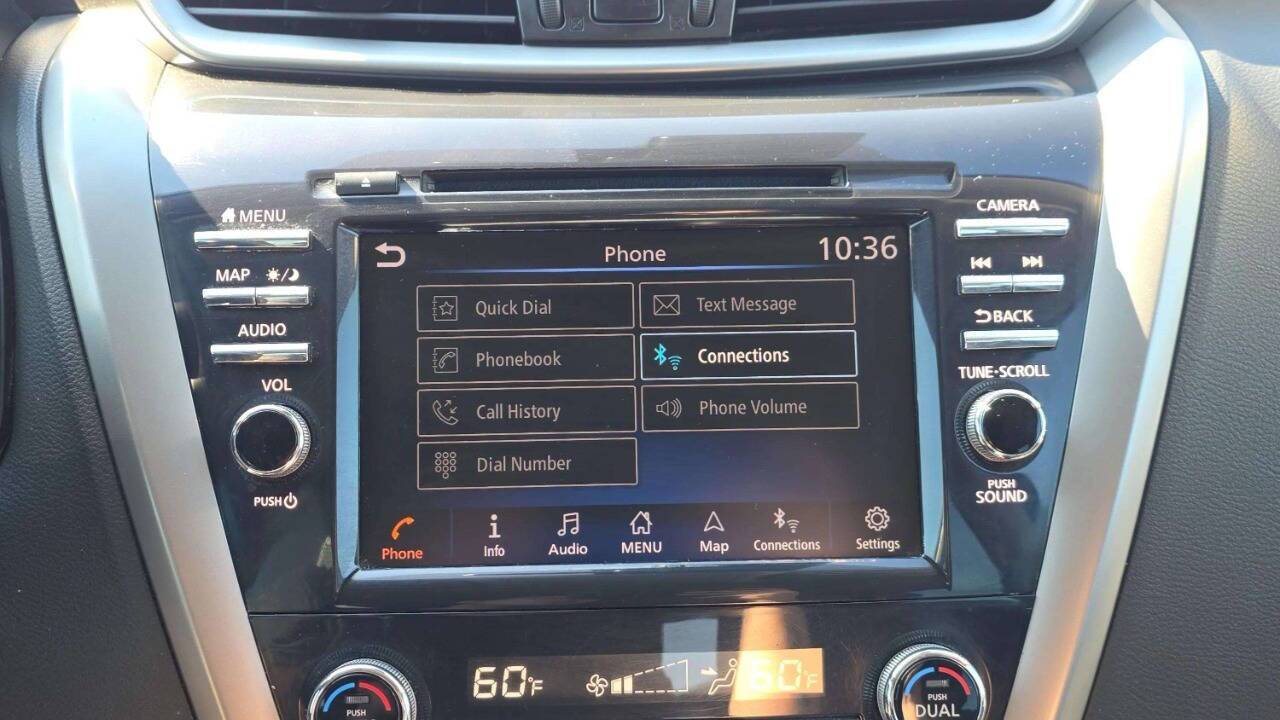 MENU
CAMERA
MAP
AUDIO
BACK
VOL
TUNE·SCROLL
PUSH
PUSH
SOUND
Phone
10:36
Quick Dial
Text Message
Phonebook
Connections
Call History
Phone Volume
Dial Number
Phone
Info
Audio
MENU
Map
Connections
Settings
60°F
60°F
PUSH
PUSH
DUAL